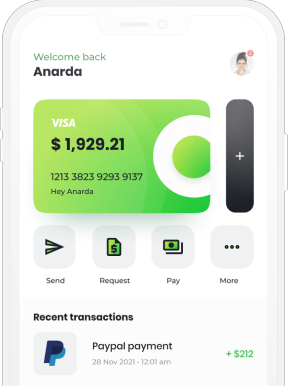 Welcome back
Anarda
VISA
$ 1,929.21
1213 3823 9293 9137
Hey Anarda
+
Send
Request
Pay
More
Recent transactions
Paypal payment
+ $212
28 Nov 2021 - 12:01 am